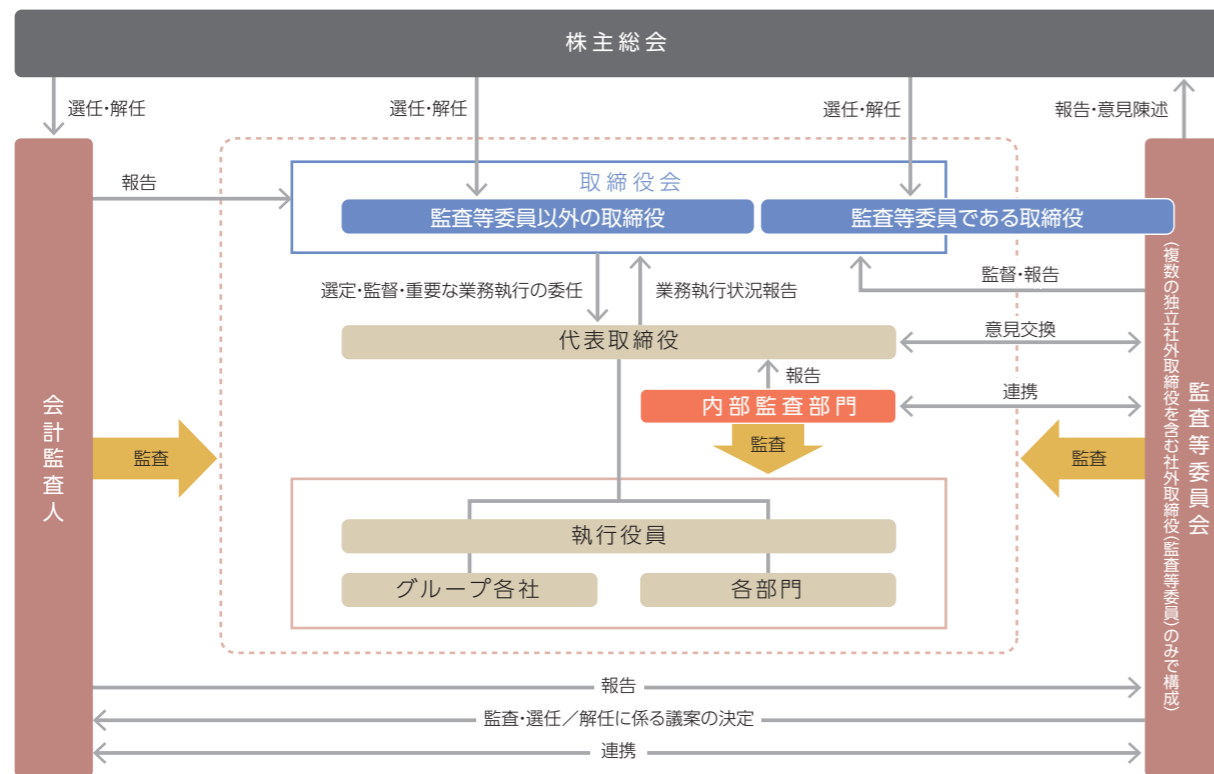 株主総会
選任・解任
選任・解任
選任・解任
報告・意見陳述
報告
取締役会
監査等委員以外の取締役
監査等委員である取締役
監督・報告
選定・監督・重要な業務執行の委任
業務執行状況報告
代表取締役
意見交換
報告
内部監査部門
連携
会計監査人
監査
監査
監査
監査等委員会
(複数の独立社外取締役を含む社外取締役(監査等委員)のみで構成)
執行役員
グループ各社
各部門
報告
監査・選任／解任に係る議案の決定
連携